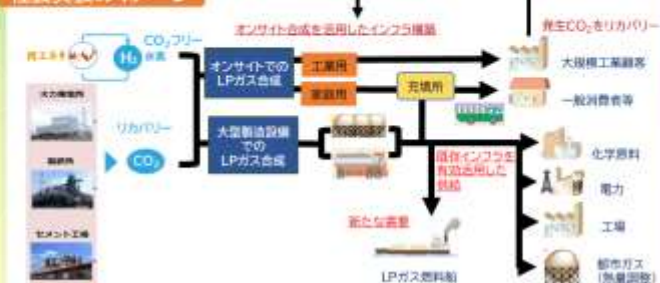 オンサイト合成を活用したインフラ構築
発生CO₂をリカバリー
再エネ
H₂
CO₂フリー
水素
オンサイトでの
LPガス合成
工業用
家庭用
充填所
大規模工業顧客
一般消費者等
火力発電所
リカバリー
CO₂
大型製造設備
での
LPガス合成
既存インフラを
有効活用した
供給
化学原料
電力
製鉄所
新たな需要
工場
セメント工場
LPガス燃料船
都市ガス
(熱量調整)